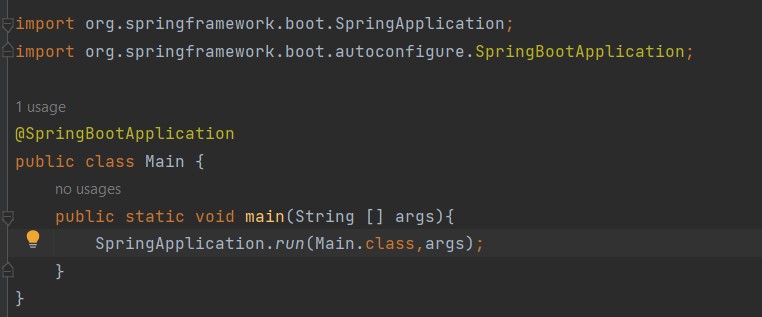 import org.springframework.boot.SpringApplication;
import org.springframework.boot.autoconfigure.SpringBootApplication;
1 usage
@SpringBootApplication
public class Main {
no usages
public static void main(String [] args){
SpringApplication.run(Main.class,args);
}
}